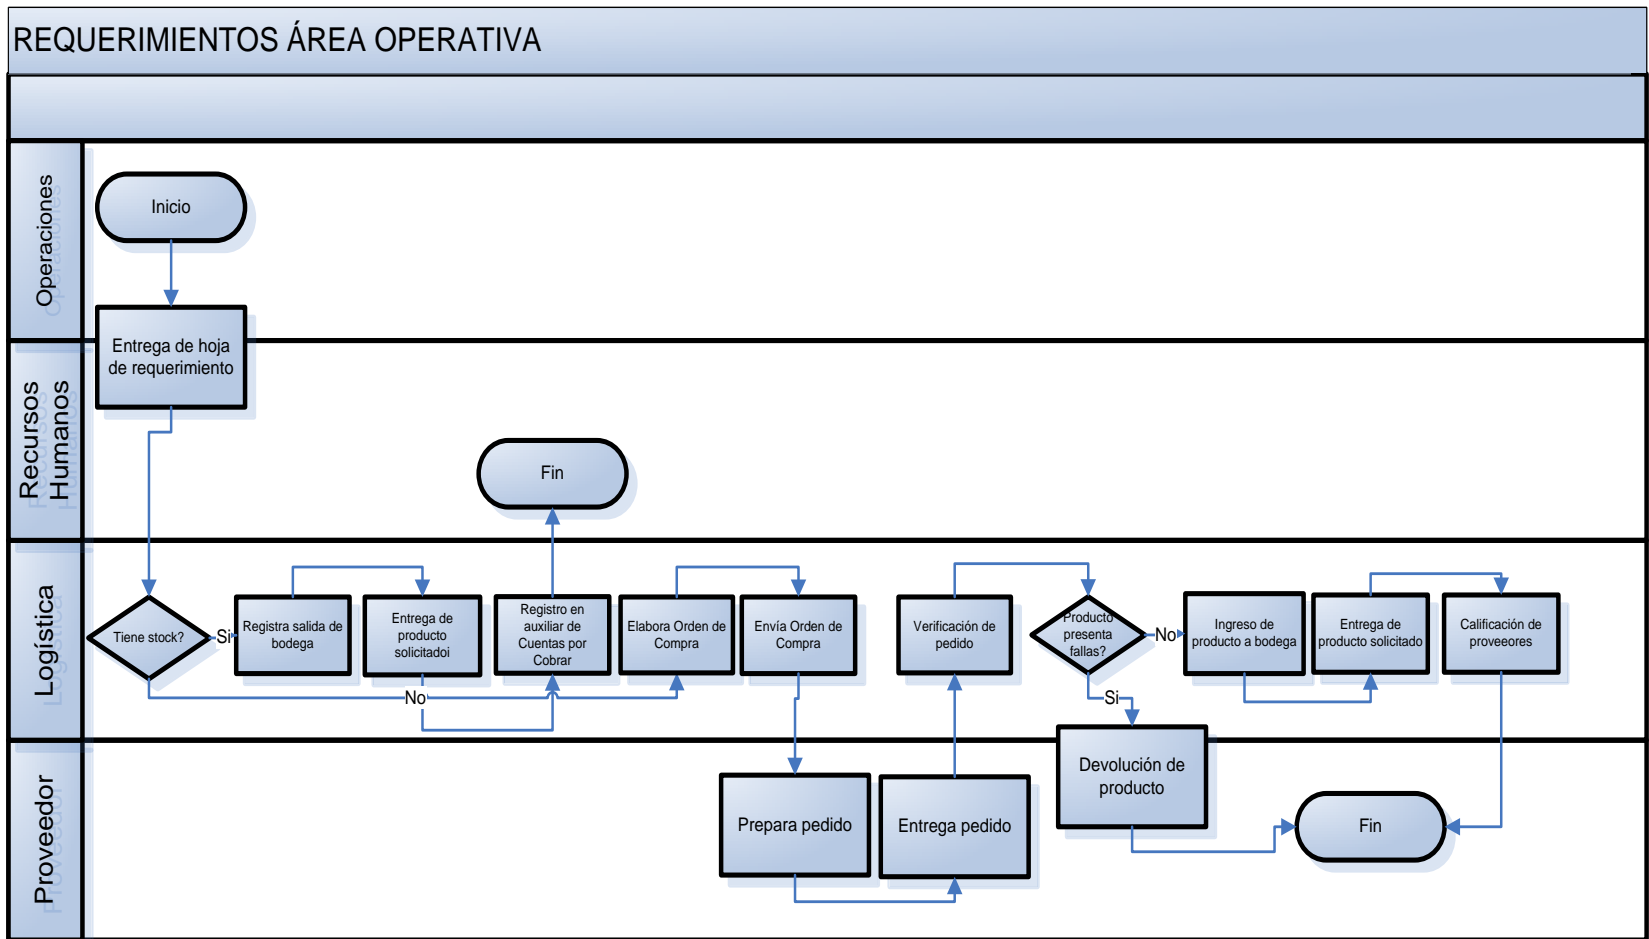 REQUERIMIENTOS ÁREA OPERATIVA
Operaciones
Inicio
Entrega de hoja
de requerimiento
Recursos
Humanos
Fin
Logística
Tiene stock?
Si
Registra salida de
bodega
Entrega de
producto
solicitadoi
Registro en
auxiliar de
Cuentas por
Cobrar
Elabora Orden de
Compra
Envía Orden de
Compra
Verificación de
pedido
Producto
presenta
fallas?
No
Ingreso de
producto a bodega
Entrega de
producto solicitado
Calificación de
proveeores
No
Si
Proveedor
Prepara pedido
Entrega pedido
Devolución de
producto
Fin